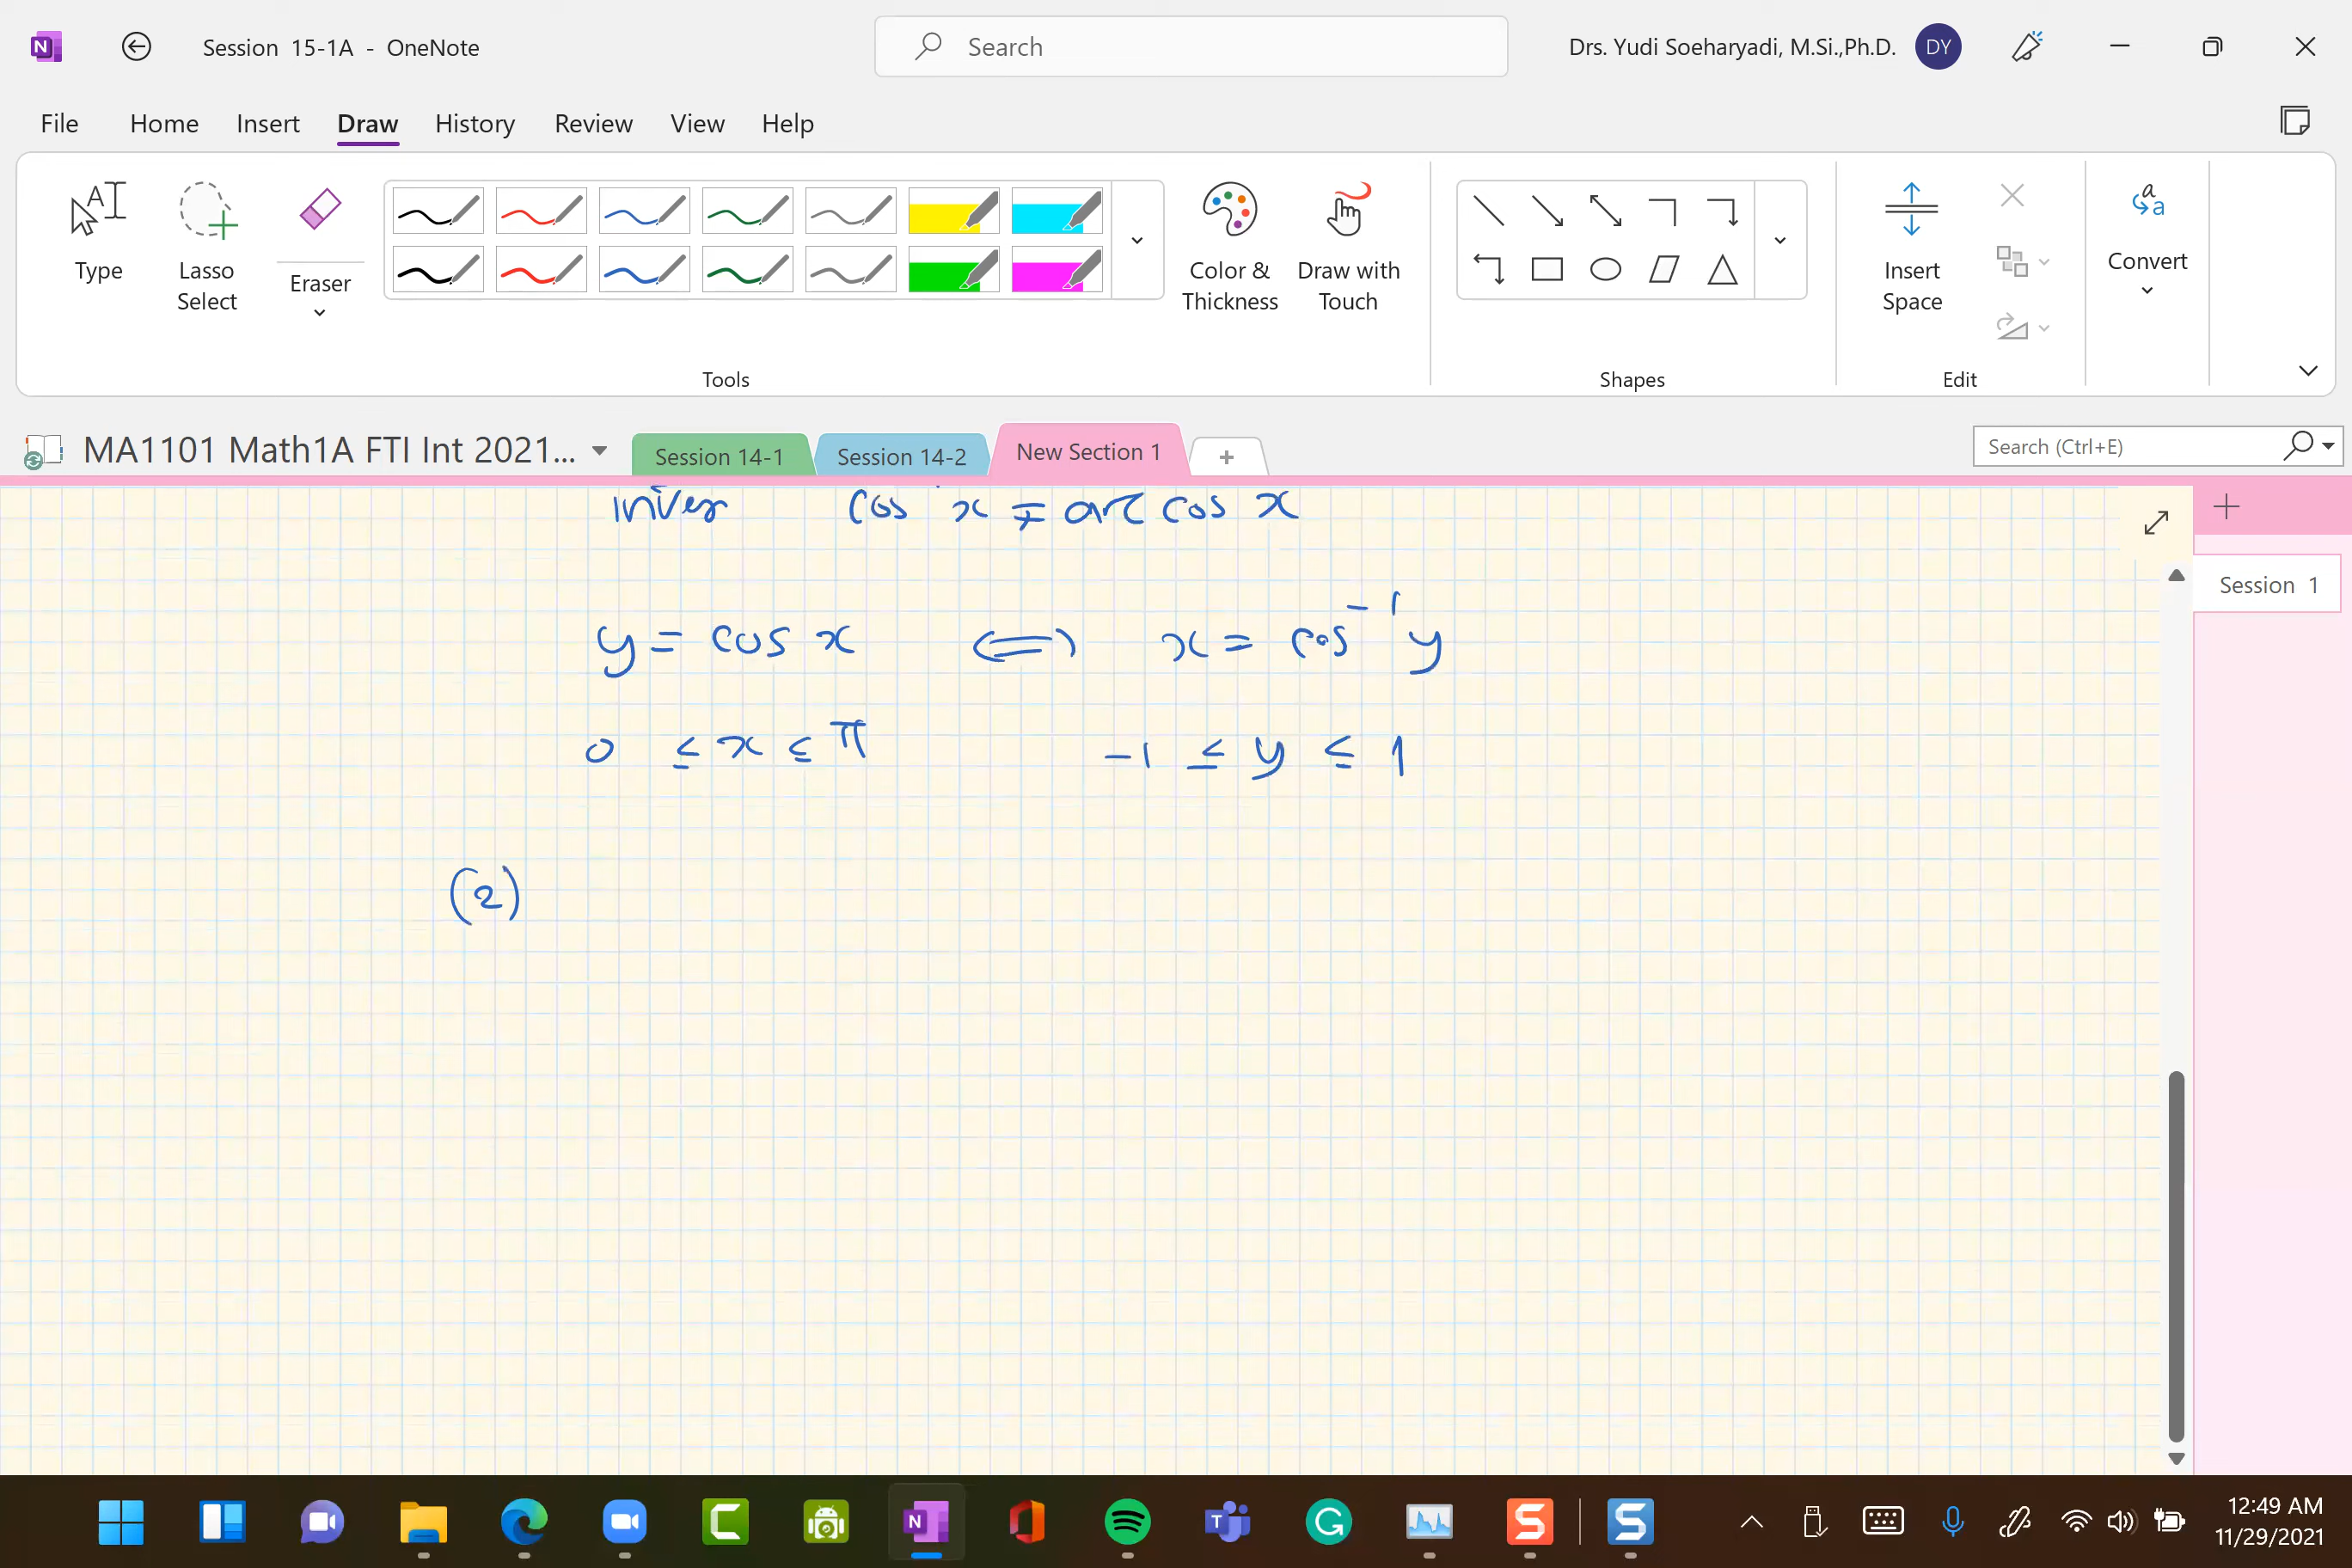 Session 15-1A - OneNote
Search
Drs. Yudi Soeharyadi, M.Si.,Ph.D.
DY
File Home Insert Draw History Review View Help
Type
Lasso Select
Eraser
Color & Thickness
Draw with Touch
Insert Space
Convert
Tools
Shapes
Edit
MA1101 Math1A FTI Int 2021...
Session 14-1
Session 14-2
New Section 1
+
Search (Ctrl+E)
Session 1
cos x = arc cos x
y = cos x ⟺ x = cos⁻¹ y
0 ≤ x ≤ π -1 ≤ y ≤ 1
(2)
12:49 AM
11/29/2021